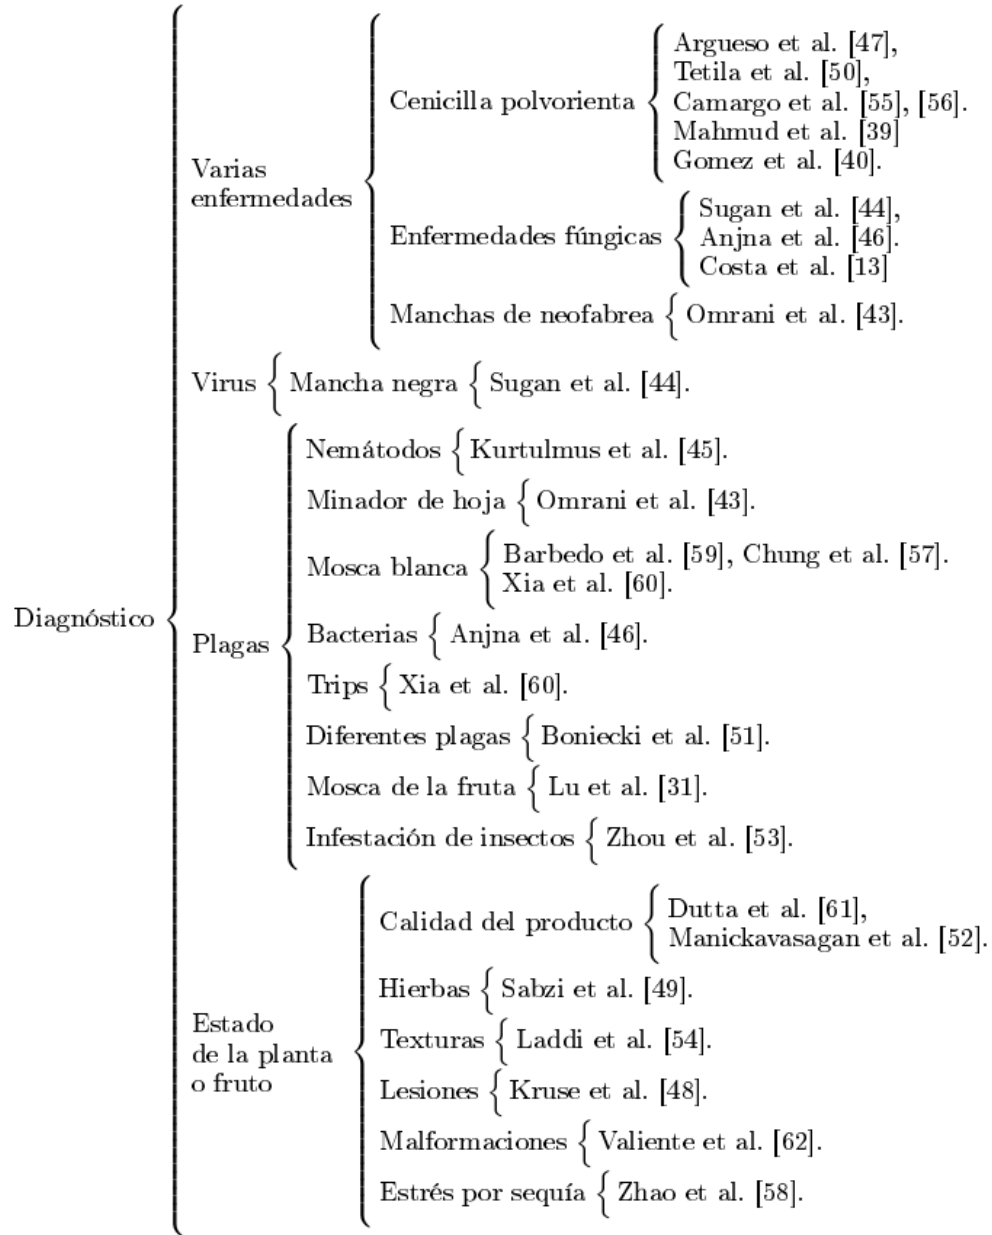 Diagnóstico
Varias
enfermedades
Cenicilla polvorienta
Argueso et al. [47],
Tetila et al. [50],
Camargo et al. [55], [56].
Mahmud et al. [39]
Gomez et al. [40].
Enfermedades fúngicas
Sugan et al. [44],
Anjna et al. [46].
Costa et al. [13]
Manchas de neofabrea
Omrani et al. [43].
Virus
Mancha negra
Sugan et al. [44].
Plagas
Nemátodos
Kurtulmus et al. [45].
Minador de hoja
Omrani et al. [43].
Mosca blanca
Barbedo et al. [59], Chung et al. [57].
Xia et al. [60].
Bacterias
Anjna et al. [46].
Trips
Xia et al. [60].
Diferentes plagas
Boniecki et al. [51].
Mosca de la fruta
Lu et al. [31].
Infestación de insectos
Zhou et al. [53].
Estado
de la planta
o fruto
Calidad del producto
Dutta et al. [61],
Manickavasagan et al. [52].
Hierbas
Sabzi et al. [49].
Texturas
Laddi et al. [54].
Lesiones
Kruse et al. [48].
Malformaciones
Valiente et al. [62].
Estrés por sequía
Zhao et al. [58].